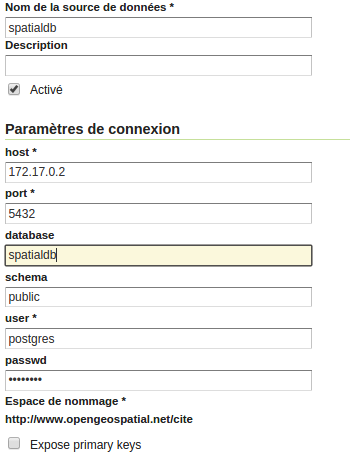 Nom de la source de données *
spatialdb
Description
Activé
Paramètres de connexion
host *
172.17.0.2
port *
5432
database
spatialdb
schema
public
user *
postgres
passwd
••••••••
Espace de nommage *
http://www.opengeospatial.net/cite
Expose primary keys